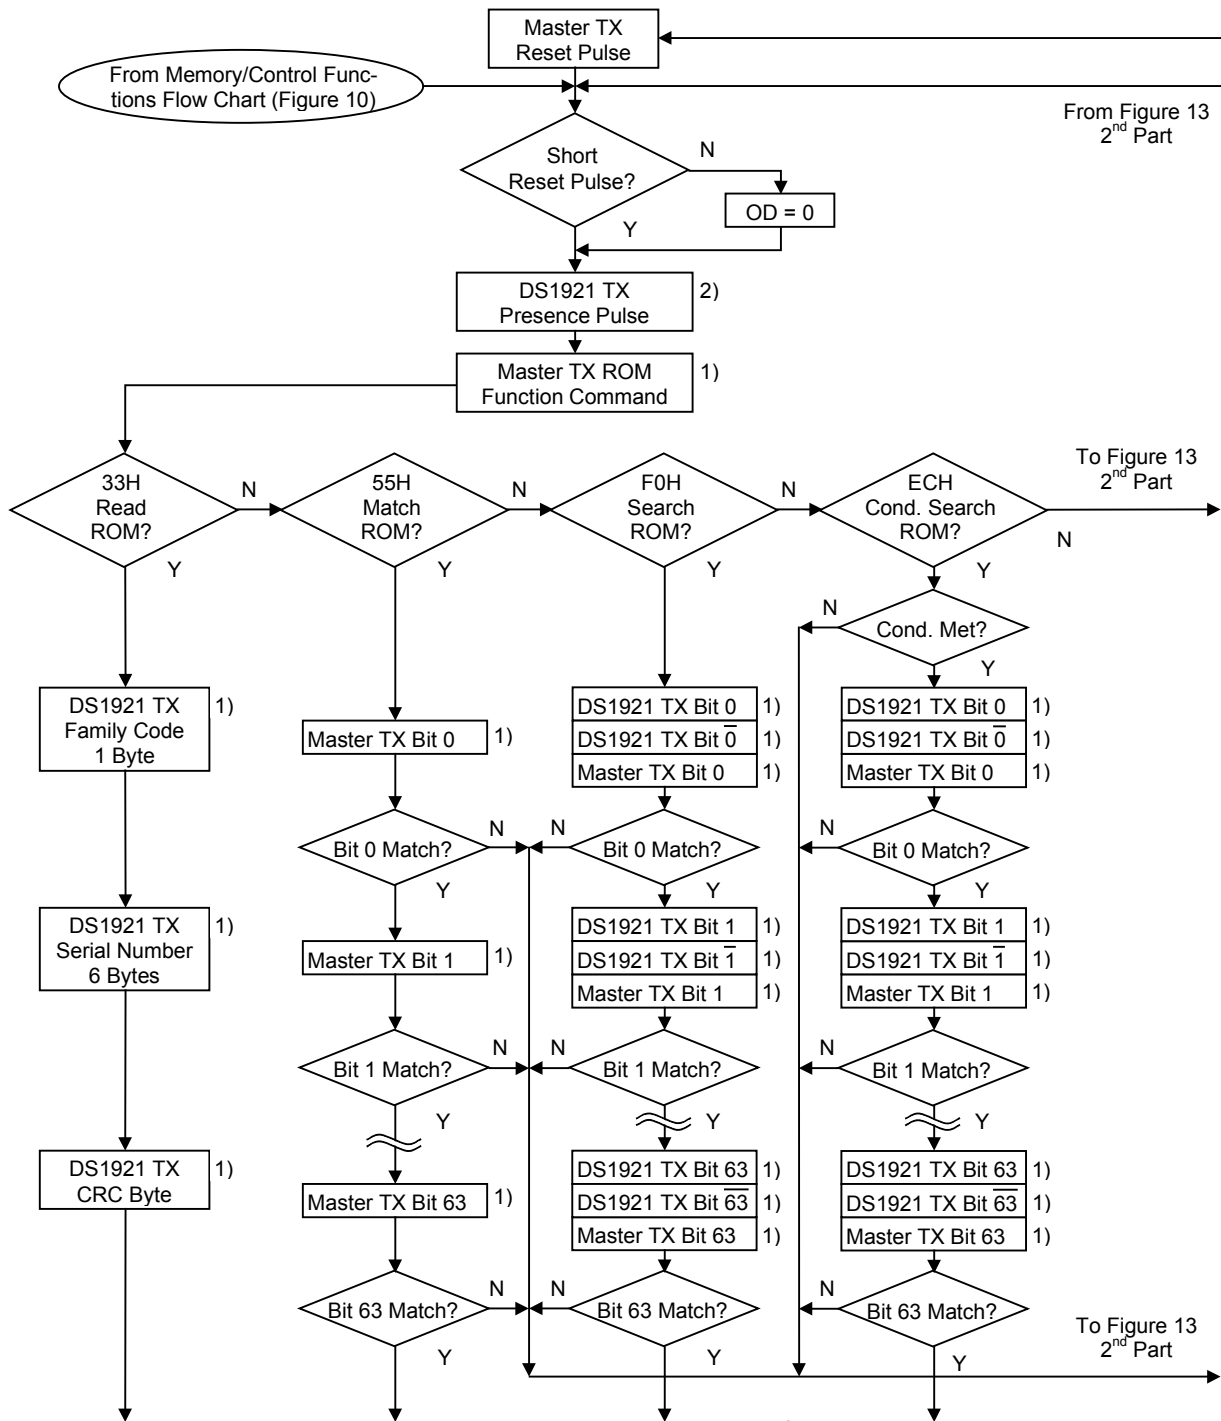 Master TX
Reset Pulse
From Memory/Control Func-
tions Flow Chart (Figure 10)
From Figure 13
2nd Part
Short
Reset Pulse?
N
OD = 0
Y
DS1921 TX
Presence Pulse
2)
Master TX ROM
Function Command
1)
33H
Read
ROM?
N
Y
55H
Match
ROM?
N
Y
F0H
Search
ROM?
N
Y
ECH
Cond. Search
ROM?
N
Y
To Figure 13
2nd Part
N
Cond. Met?
Y
DS1921 TX
Family Code
1 Byte
1)
Master TX Bit 0
1)
DS1921 TX Bit 0
1)
DS1921 TX Bit 0̅
1)
Master TX Bit 0
1)
DS1921 TX Bit 0
1)
DS1921 TX Bit 0̅
1)
Master TX Bit 0
1)
Bit 0 Match?
N
Y
N
Bit 0 Match?
Y
N
Bit 0 Match?
Y
DS1921 TX
Serial Number
6 Bytes
1)
Master TX Bit 1
1)
DS1921 TX Bit 1
1)
DS1921 TX Bit 1̅
1)
Master TX Bit 1
1)
DS1921 TX Bit 1
1)
DS1921 TX Bit 1̅
1)
Master TX Bit 1
1)
Bit 1 Match?
N
Y
N
Bit 1 Match?
Y
N
Bit 1 Match?
Y
DS1921 TX
CRC Byte
1)
Master TX Bit 63
1)
DS1921 TX Bit 63
1)
DS1921 TX Bit 6̅3̅
1)
Master TX Bit 63
1)
DS1921 TX Bit 63
1)
DS1921 TX Bit 6̅3̅
1)
Master TX Bit 63
1)
Bit 63 Match?
N
Y
N
Bit 63 Match?
Y
N
Bit 63 Match?
Y
To Figure 13
2nd Part